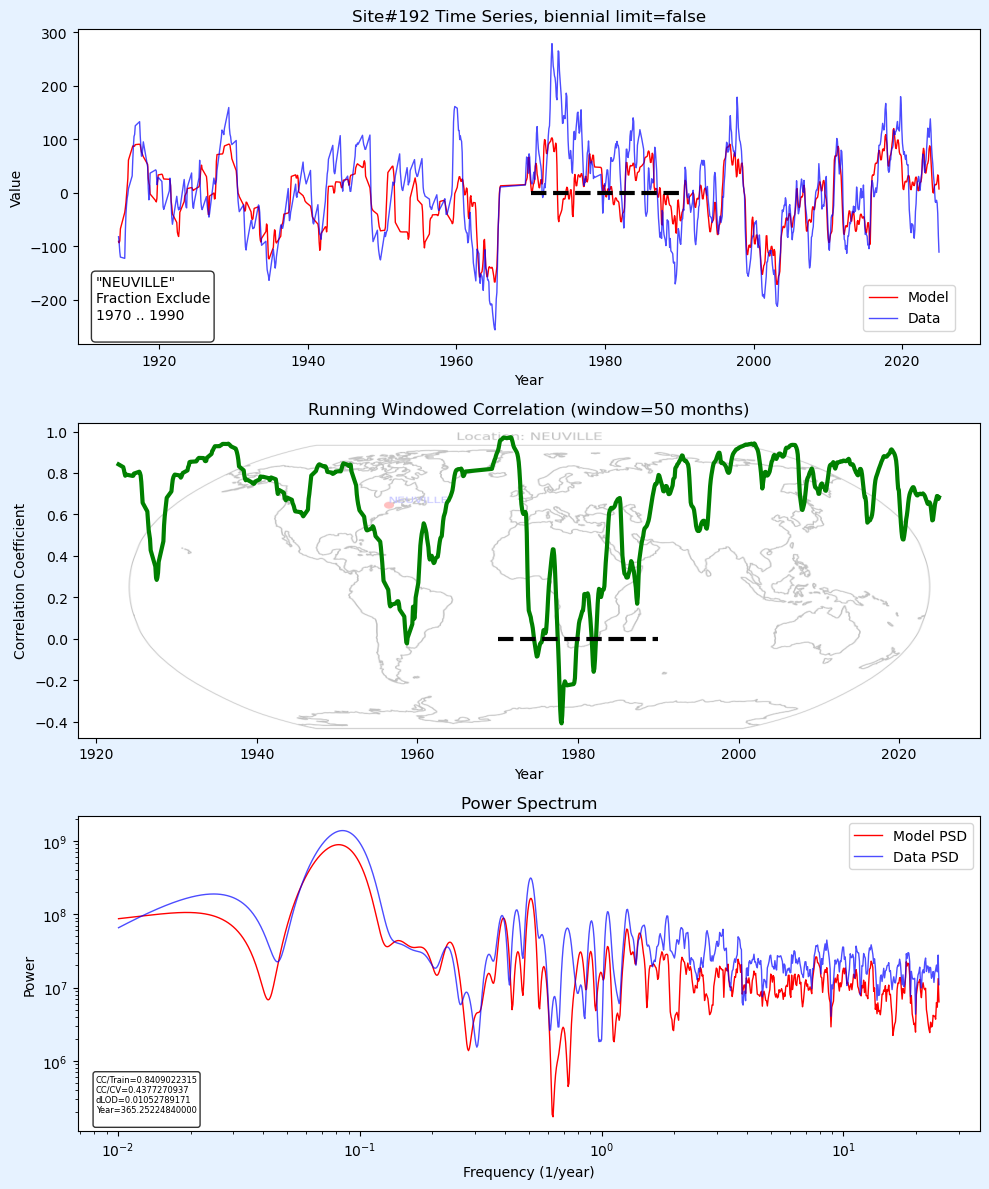 Site#192 Time Series, biennial limit=false
300
200
100
0
−100
−200
Value
"NEUVILLE"
Fraction Exclude
1970 .. 1990
Model
Data
1920
1940
1960
1980
2000
2020
Year
Running Windowed Correlation (window=50 months)
Location: NEUVILLE
NEUVILLE
1.0
0.8
0.6
0.4
0.2
0.0
−0.2
−0.4
Correlation Coefficient
1920
1940
1960
1980
2000
2020
Year
Power Spectrum
Model PSD
Data PSD
10⁹
10⁸
10⁷
10⁶
Power
CC/Train=0.8409022315
CC/CV=0.4377270937
dLOD=0.01052789171
Year=365.25224840000
10⁻²
10⁻¹
10⁰
10¹
Frequency (1/year)